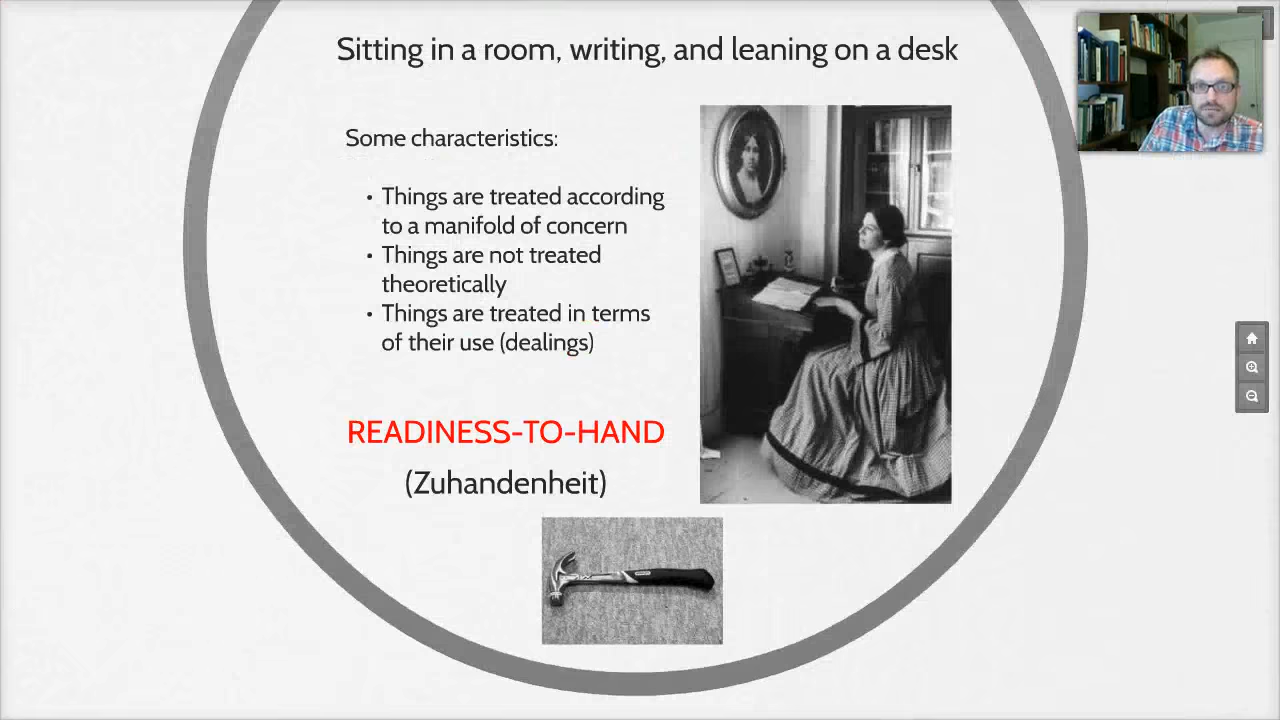 Sitting in a room, writing, and leaning on a desk
Some characteristics:
• Things are treated according
to a manifold of concern
• Things are not treated
theoretically
• Things are treated in terms
of their use (dealings)
READINESS-TO-HAND
(Zuhandenheit)